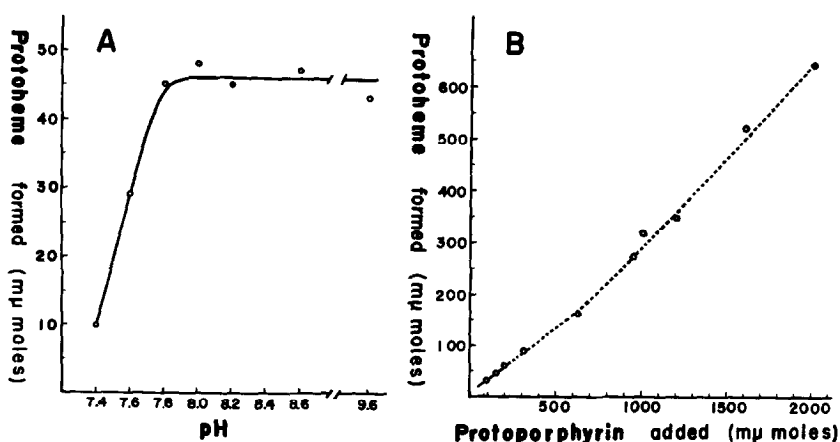 A
Protoheme formed (mμ moles)
50
40
30
20
10
7.4 7.6 7.8 8.0 8.2 8.4 8.6 9.6
pH
B
Protoheme formed (mμ moles)
600
500
400
300
200
100
500 1000 1500 2000
Protoporphyrin added (mμ moles)